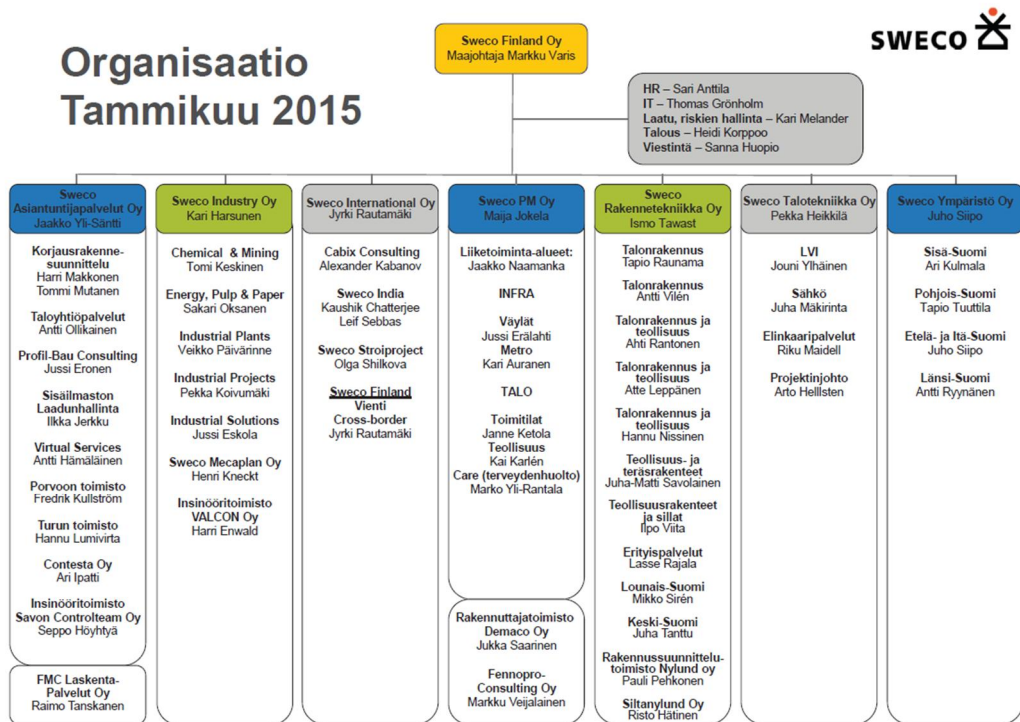 Organisaatio
Tammikuu 2015
Sweco Finland Oy
Maajohtaja Markku Varis
SWECO
HR – Sari Anttila
IT – Thomas Grönholm
Laatu, riskien hallinta – Kari Melander
Talous – Heidi Korppoo
Viestintä – Sanna Huopio
Sweco
Asiantuntijapalvelut Oy
Jaakko Yli-Säntti
Korjausrakenne-
suunnittelu
Harri Makkonen
Tommi Mutanen
Taloyhtiöpalvelut
Antti Ollikainen
Profil-Bau Consulting
Jussi Eronen
Sisäilmaston
Laadunhallinta
Ilkka Jerkku
Virtual Services
Antti Hämäläinen
Porvoon toimisto
Fredrik Kullström
Turun toimisto
Hannu Lumivirta
Contesta Oy
Ari Ipatti
Insinööritoimisto
Savon Controlteam Oy
Seppo Höyhtyä
FMC Laskenta-
Palvelut Oy
Raimo Tanskanen
Sweco Industry Oy
Kari Harsunen
Chemical & Mining
Tomi Keskinen
Energy, Pulp & Paper
Sakari Oksanen
Industrial Plants
Veikko Päivärinne
Industrial Projects
Pekka Koivumäki
Industrial Solutions
Jussi Eskola
Sweco Mecaplan Oy
Henri Kneckt
Insinööritoimisto
VALCON Oy
Harri Enwald
Sweco International Oy
Jyrki Rautamäki
Cabix Consulting
Alexander Kabanov
Sweco India
Kaushik Chatterjee
Leif Sebbas
Sweco Stroiproject
Olga Shilkova
Sweco Finland
Vienti
Cross-border
Jyrki Rautamäki
Sweco PM Oy
Maija Jokela
Liiketoiminta-alueet:
Jaakko Naamanka
INFRA
Väylät
Jussi Erälahti
Metro
Kari Auranen
TALO
Toimitilat
Janne Ketola
Teollisuus
Kai Karlén
Care (terveydenhuolto)
Marko Yli-Rantala
Rakennuttajatoimisto
Demaco Oy
Jukka Saarinen
Fennopro-
Consulting Oy
Markku Veijalainen
Sweco
Rakennetekniikka Oy
Ismo Tawast
Talonrakennus
Tapio Raunama
Talonrakennus
Antti Vilén
Talonrakennus ja
teollisuus
Ahti Rantonen
Talonrakennus ja
teollisuus
Atte Leppänen
Talonrakennus ja
teollisuus
Hannu Nissinen
Teollisuus- ja
teräsrakenteet
Juha-Matti Savolainen
Teollisuusrakenteet
ja sillat
Ilpo Viita
Erityispalvelut
Lasse Rajala
Lounais-Suomi
Mikko Sirén
Keski-Suomi
Juha Tanttu
Rakennussuunnittelu-
toimisto Nylund oy
Pauli Pehkonen
Siltanylund Oy
Risto Hätinen
Sweco Talotekniikka Oy
Pekka Heikkilä
LVI
Jouni Ylhäinen
Sähkö
Juha Mäkirinta
Elinkaaripalvelut
Riku Maidell
Projektinjohto
Arto Helllsten
Sweco Ympäristö Oy
Juho Siipo
Sisä-Suomi
Ari Kulmala
Pohjois-Suomi
Tapio Tuuttila
Etelä- ja Itä-Suomi
Juho Siipo
Länsi-Suomi
Antti Ryynänen